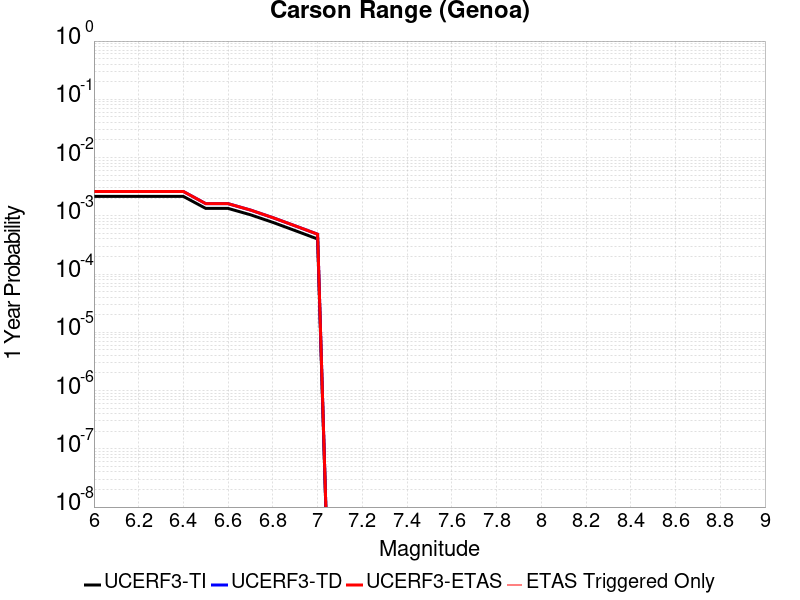 Carson Range (Genoa)
10^0
10^-1
10^-2
10^-3
10^-4
10^-5
10^-6
10^-7
10^-8
1 Year Probability
6 6.2 6.4 6.6 6.8 7 7.2 7.4 7.6 7.8 8 8.2 8.4 8.6 8.8 9
Magnitude
UCERF3-TI UCERF3-TD UCERF3-ETAS ETAS Triggered Only